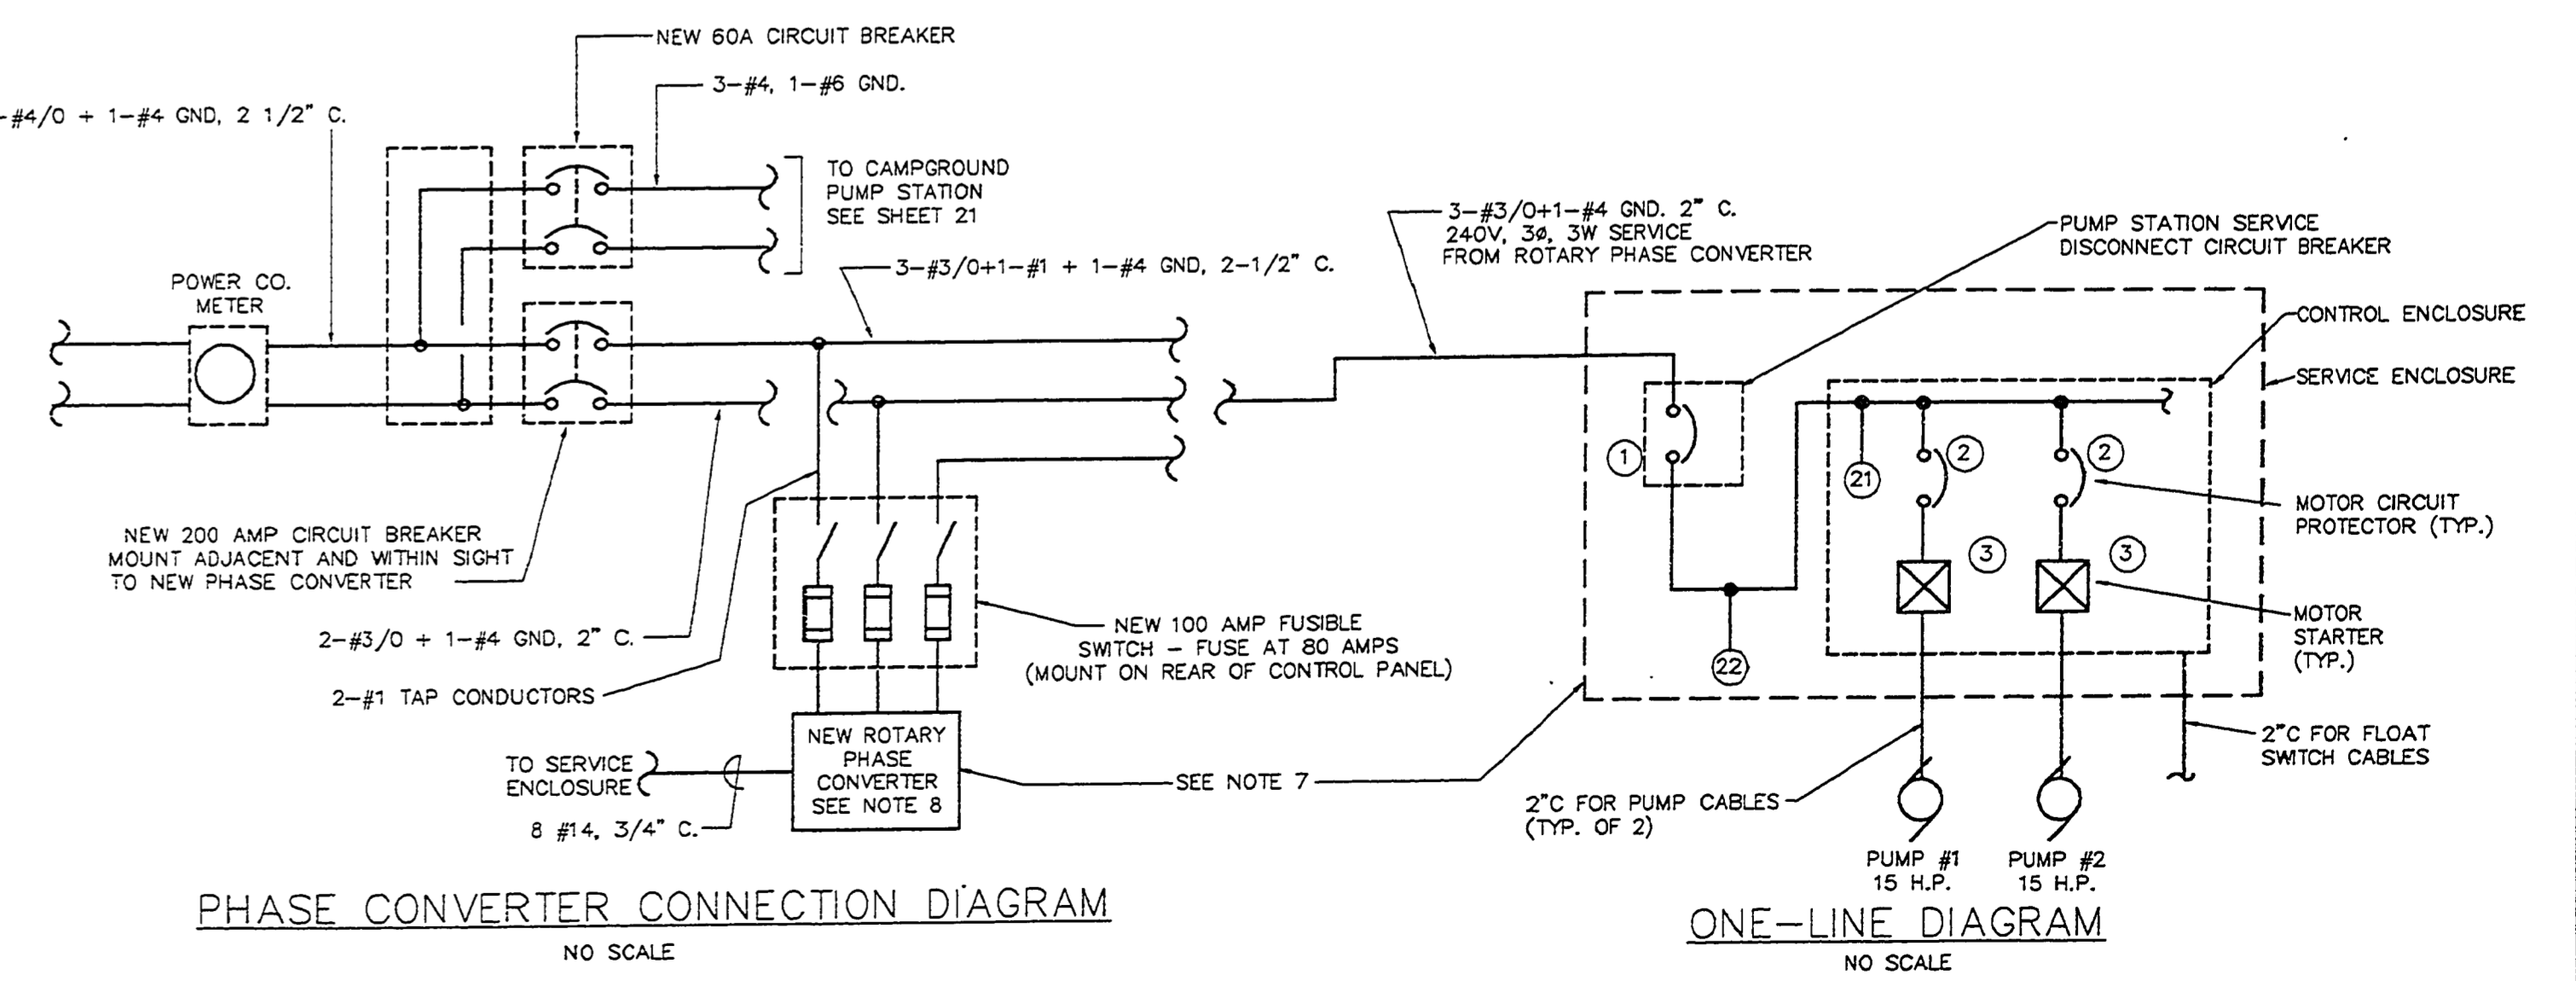 NEW 60A CIRCUIT BREAKER
3-#4, 1-#6 GND.
-#4/0 + 1-#4 GND, 2 1/2" C.
TO CAMPGROUND
PUMP STATION
SEE SHEET 21
POWER CO.
METER
3-#3/0+1-#1 + 1-#4 GND, 2-1/2" C.
NEW 200 AMP CIRCUIT BREAKER
MOUNT ADJACENT AND WITHIN SIGHT
TO NEW PHASE CONVERTER
2-#3/0 + 1-#4 GND, 2" C.
2-#1 TAP CONDUCTORS
NEW 100 AMP FUSIBLE
SWITCH - FUSE AT 80 AMPS
(MOUNT ON REAR OF CONTROL PANEL)
NEW ROTARY
PHASE
CONVERTER
SEE NOTE 8
TO SERVICE
ENCLOSURE
8 #14, 3/4" C.
SEE NOTE 7
PHASE CONVERTER CONNECTION DIAGRAM
NO SCALE
3-#3/0+1-#4 GND. 2" C.
240V, 3ø, 3W SERVICE
FROM ROTARY PHASE CONVERTER
PUMP STATION SERVICE
DISCONNECT CIRCUIT BREAKER
CONTROL ENCLOSURE
SERVICE ENCLOSURE
1
2
2
21
MOTOR CIRCUIT
PROTECTOR (TYP.)
3
3
MOTOR
STARTER
(TYP.)
22
2"C FOR FLOAT
SWITCH CABLES
2"C FOR PUMP CABLES
(TYP. OF 2)
PUMP #1
15 H.P.
PUMP #2
15 H.P.
ONE-LINE DIAGRAM
NO SCALE